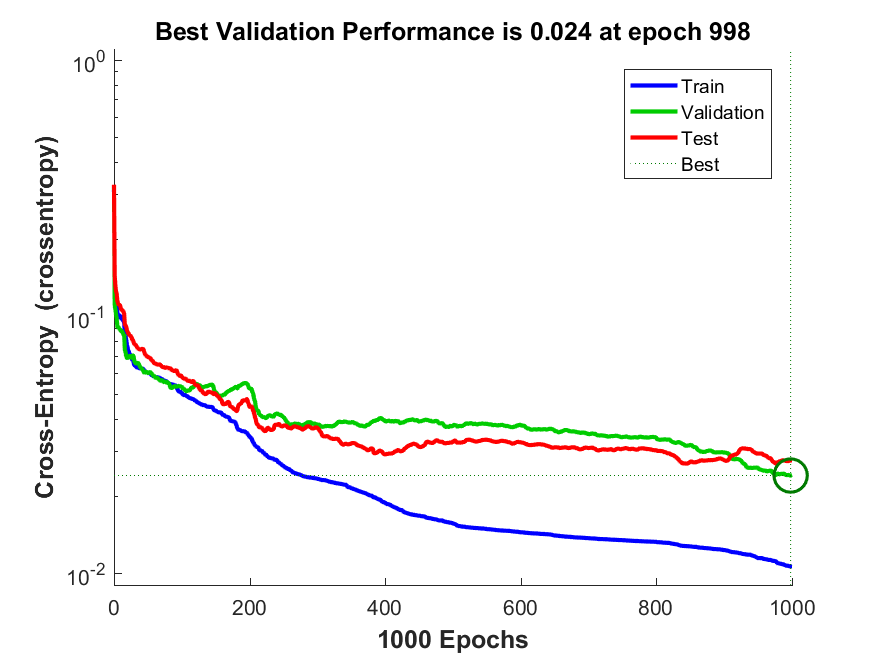 Best Validation Performance is 0.024 at epoch 998
Cross-Entropy (crossentropy)
10^0
10^-1
10^-2
Train
Validation
Test
Best
0 200 400 600 800 1000
1000 Epochs